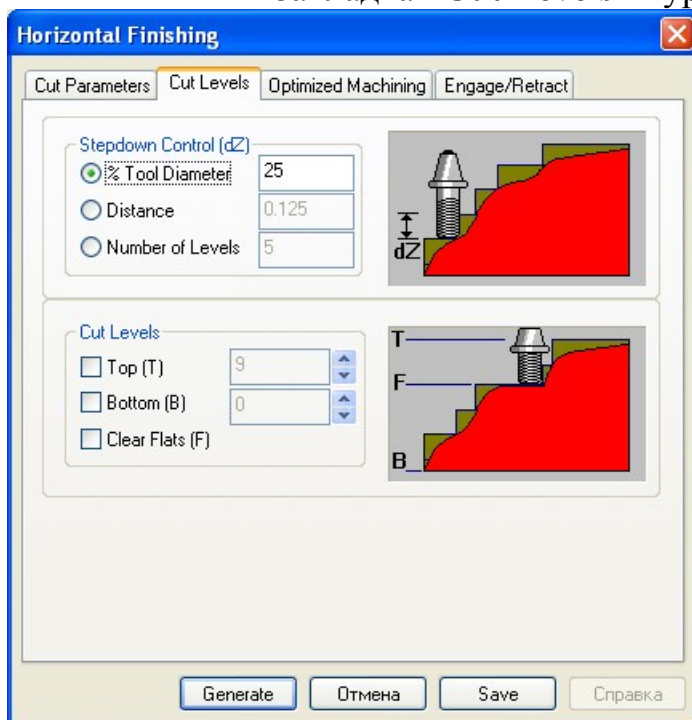 Horizontal Finishing
Cut Parameters Cut Levels Optimized Machining Engage/Retract
Stepdown Control (dZ)
% Tool Diameter 25
Distance 0.125
Number of Levels 5
dZ
Cut Levels
Top (T) 9
Bottom (B) 0
Clear Flats (F)
T
F
B
Generate Отмена Save Справка